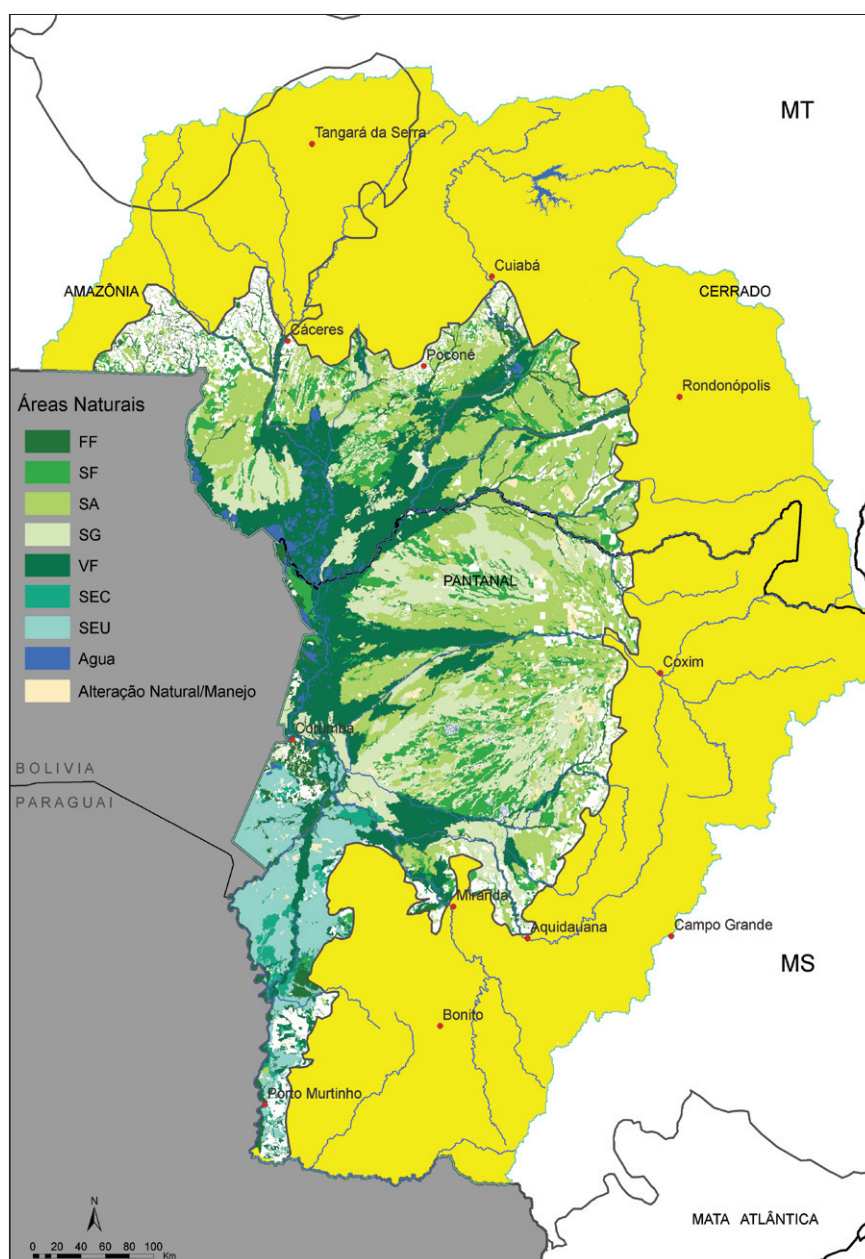 MT
Tangará da Serra
Cuiabá
AMAZÔNIA
CERRADO
Cáceres
Poconé
Rondonópolis
Áreas Naturais
FF
SF
SA
SG
VF
SEC
SEU
Agua
Alteração Natural/Manejo
PANTANAL
Coxim
Corumbá
BOLIVIA
PARAGUAI
Miranda
Aquidauana
Campo Grande
MS
Bonito
Porto Murtinho
N
0 20 40 60 80 100
Km
MATA ATLÂNTICA